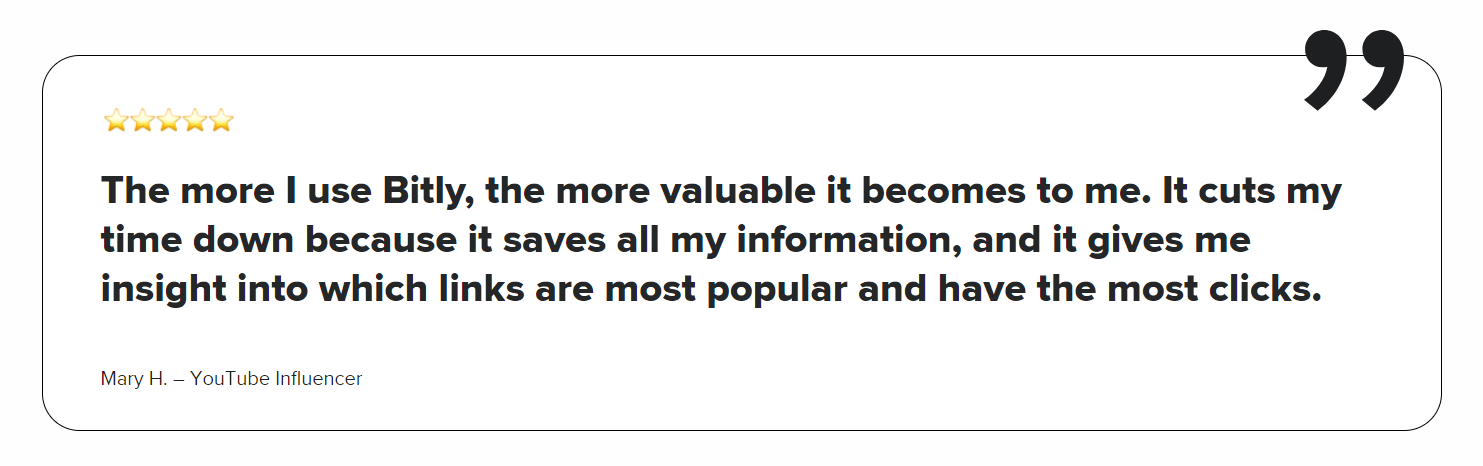 The more I use Bitly, the more valuable it becomes to me. It cuts my
time down because it saves all my information, and it gives me
insight into which links are most popular and have the most clicks.
Mary H. – YouTube Influencer